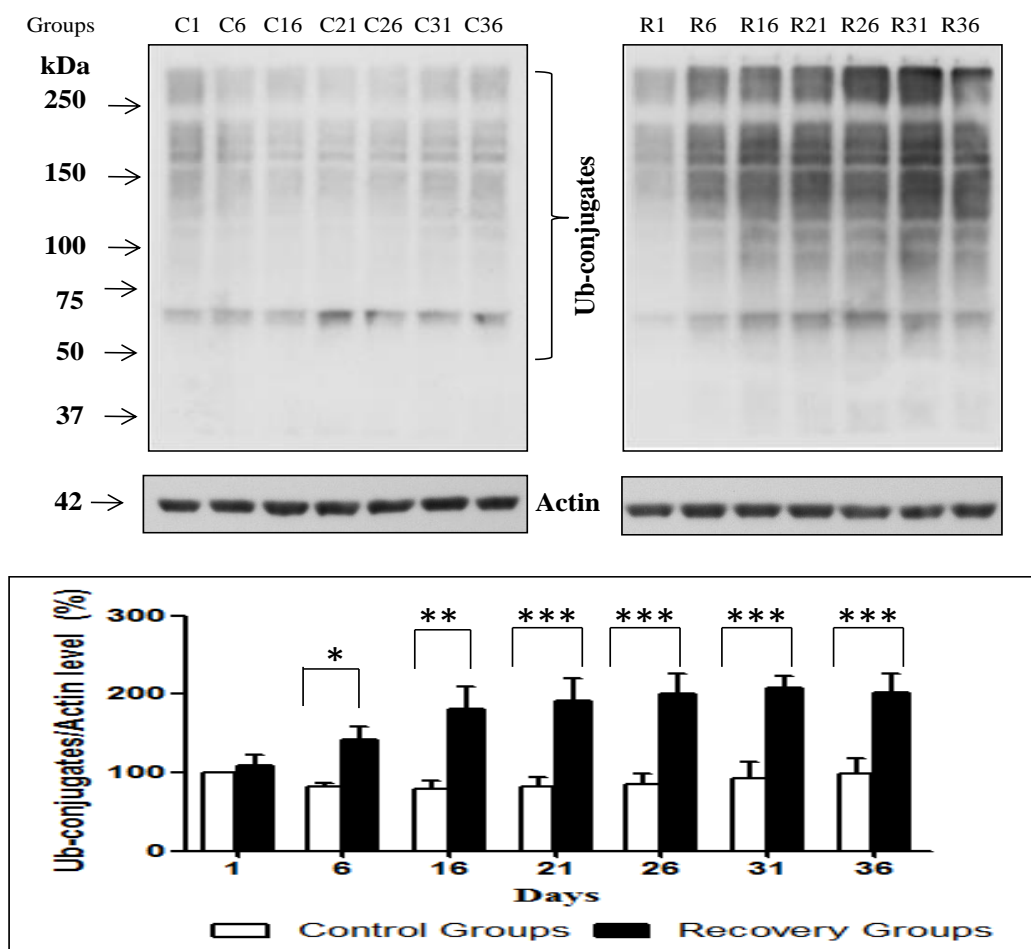 Groups C1 C6 C16 C21 C26 C31 C36 R1 R6 R16 R21 R26 R31 R36
kDa
250
150
100
75
50
37
Ub-conjugates
42 Actin
Ub-conjugates/Actin level (%)
300
200
100
0
* ** *** *** *** ***
1 6 16 21 26 31 36
Days
Control Groups Recovery Groups